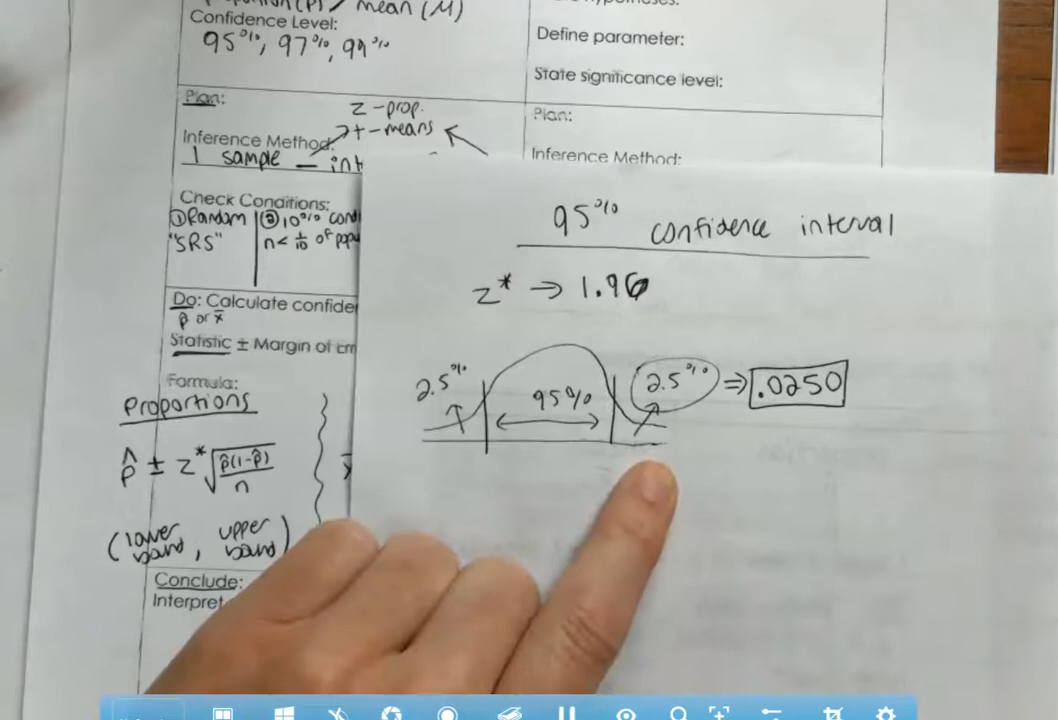 mean (M)
Confidence Level:
95%, 97%, 99%
Plan:
z - prop.
t - means
Inference Method:
1 sample — int
Check Conditions:
① Random
"SRS"
② 10% cond
n < 1/10 of popu
Do: Calculate confide
p̂ or x̄
Statistic ± Margin of
Formula:
Proportions
p̂ ± z* √(p̂(1-p̂)/n)
(lower bound, upper bound)
Conclude:
Interpret
Define parameter:
State significance level:
Plan:
Inference Method:
95% confidence interval
z* → 1.96
2.5% 95% 2.5% ⇒ .0250